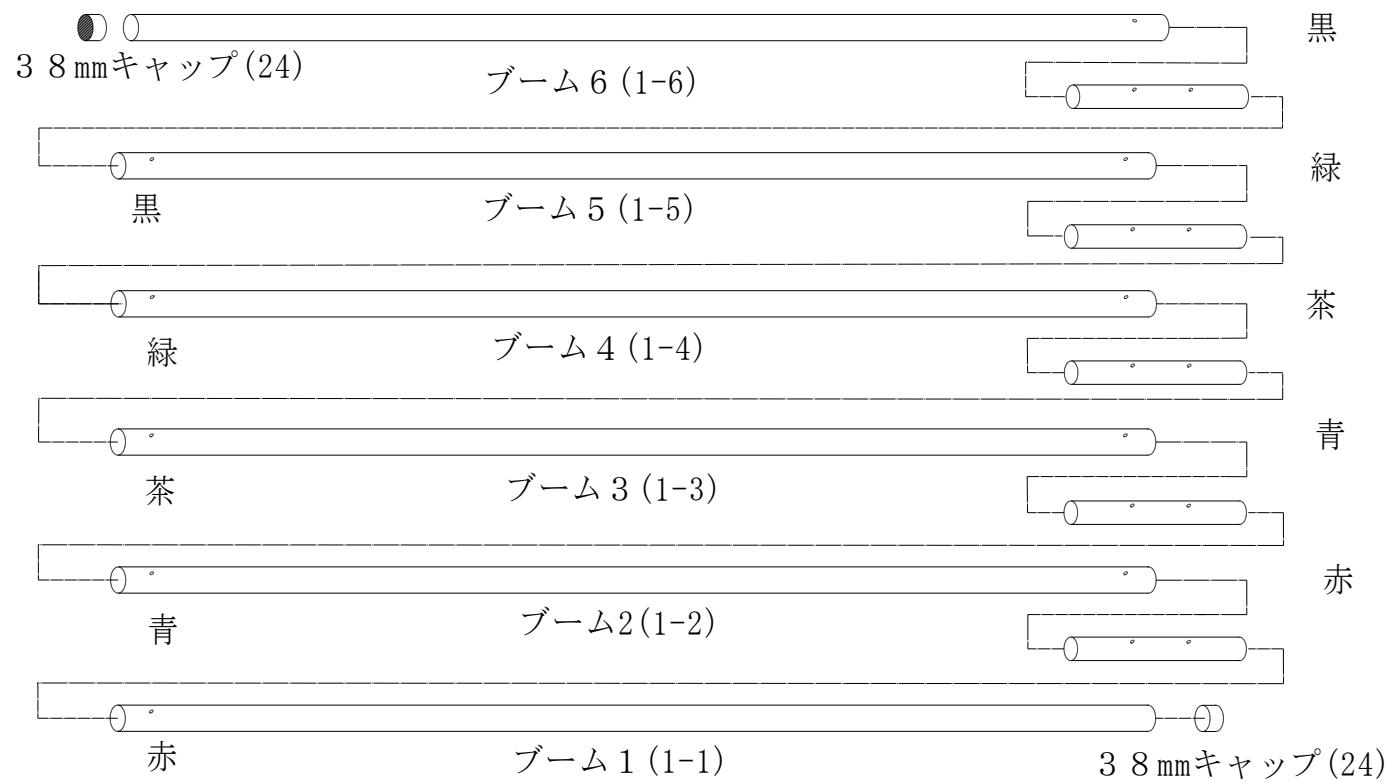 黒
３８mmキャップ(24)
ブーム６(1-6)
緑
黒
ブーム５(1-5)
茶
緑
ブーム４(1-4)
青
茶
ブーム３(1-3)
赤
青
ブーム2(1-2)
赤
ブーム１(1-1)
３８mmキャップ(24)